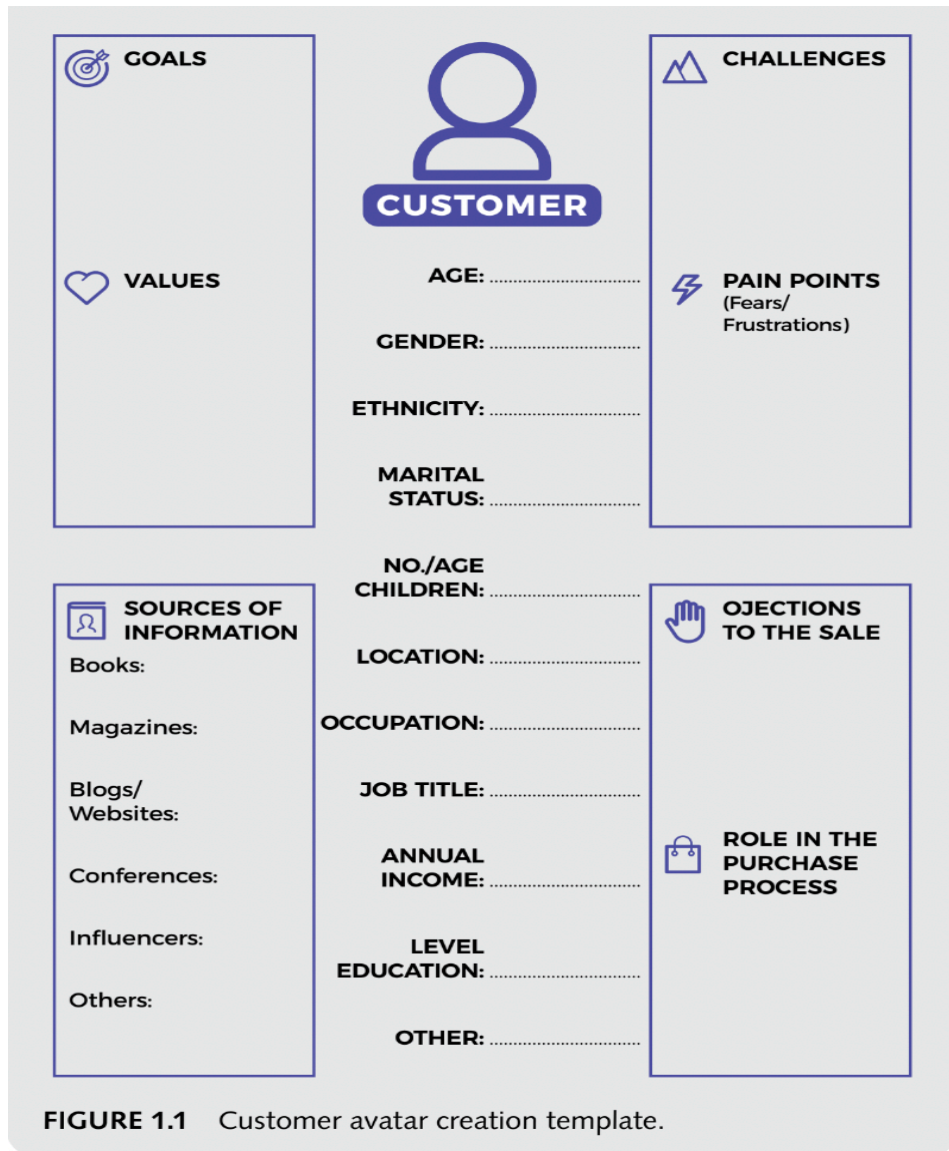 GOALS
VALUES
CUSTOMER
AGE: ................................
GENDER: ................................
ETHNICITY: ................................
MARITAL
STATUS: ................................
NO./AGE
CHILDREN: ................................
LOCATION: ................................
OCCUPATION: ................................
JOB TITLE: ................................
ANNUAL
INCOME: ................................
LEVEL
EDUCATION: ................................
OTHER: ................................
CHALLENGES
PAIN POINTS
(Fears/
Frustrations)
SOURCES OF
INFORMATION
Books:
Magazines:
Blogs/
Websites:
Conferences:
Influencers:
Others:
OJECTIONS
TO THE SALE
ROLE IN THE
PURCHASE
PROCESS
FIGURE 1.1 Customer avatar creation template.